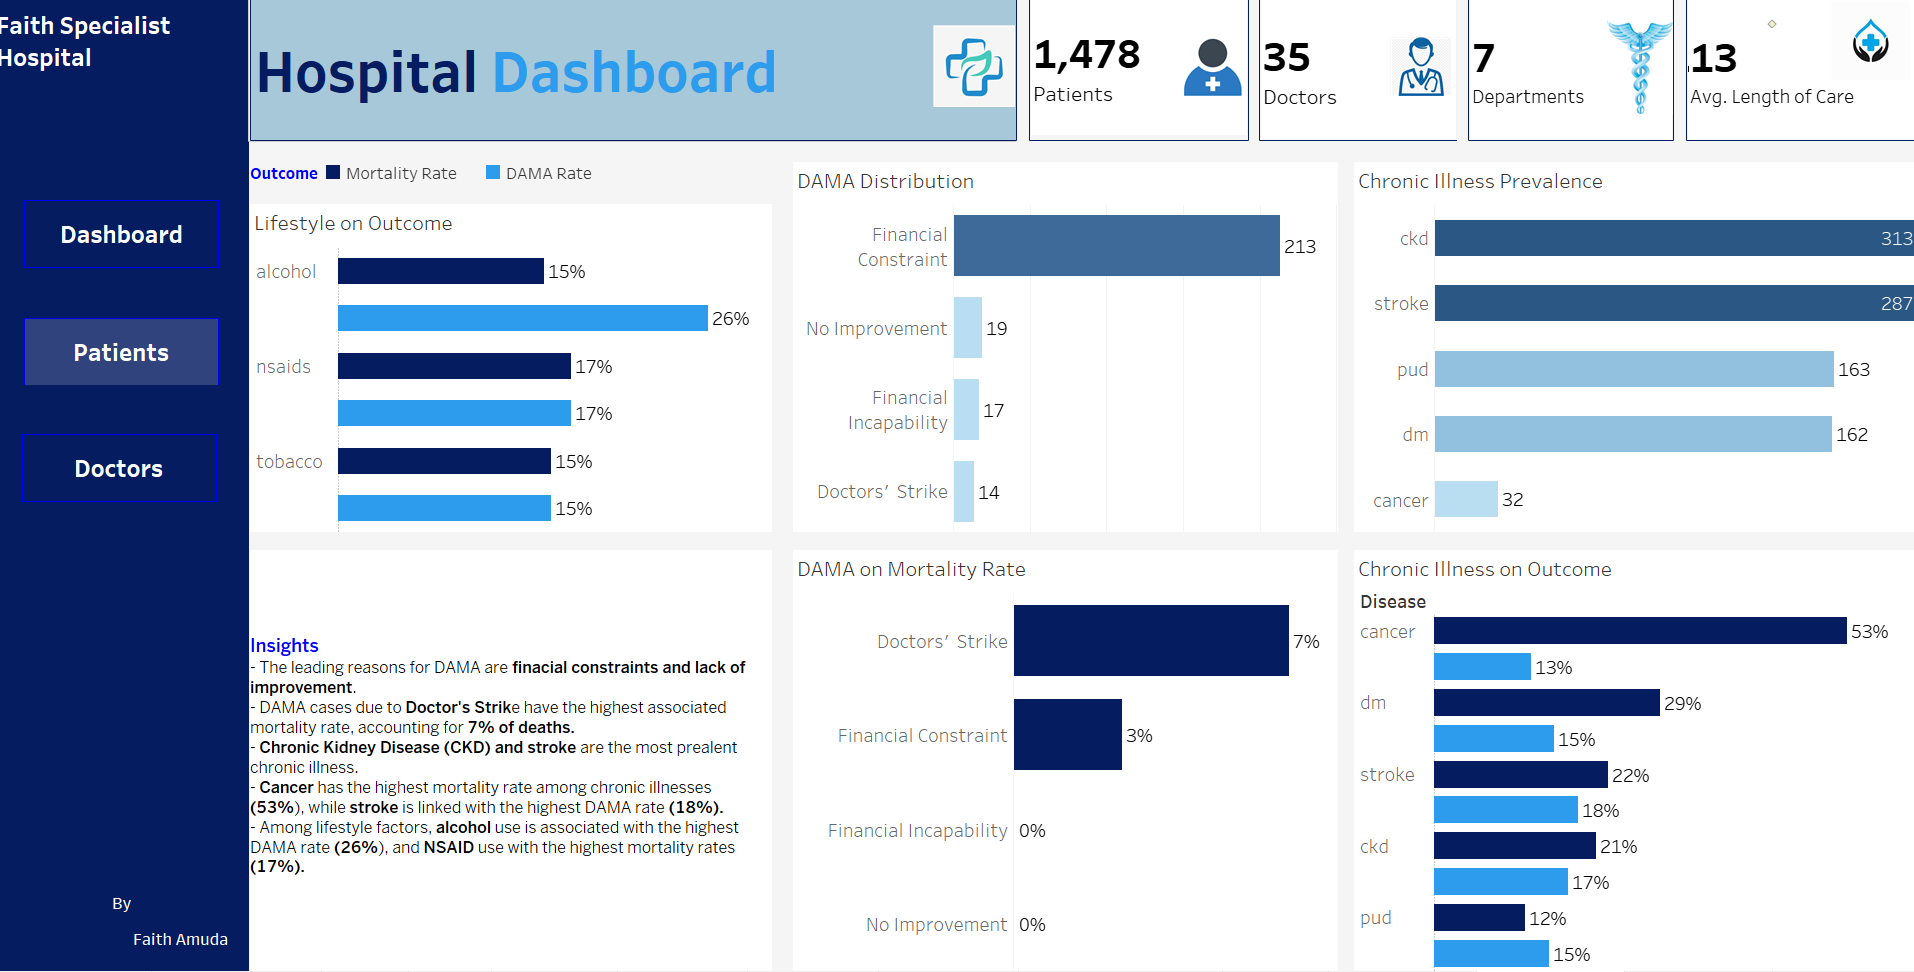 Faith Specialist
Hospital
Dashboard
Patients
Doctors
By
Faith Amuda
Hospital Dashboard
1,478
Patients
35
Doctors
7
Departments
13
Avg. Length of Care
Outcome Mortality Rate DAMA Rate
Lifestyle on Outcome
alcohol 15%
26%
nsaids 17%
17%
tobacco 15%
15%
DAMA Distribution
Financial
Constraint 213
No Improvement 19
Financial
Incapability 17
Doctors’ Strike 14
Chronic Illness Prevalence
ckd 313
stroke 287
pud 163
dm 162
cancer 32
Insights
- The leading reasons for DAMA are finacial constraints and lack of
improvement.
- DAMA cases due to Doctor's Strike have the highest associated
mortality rate, accounting for 7% of deaths.
- Chronic Kidney Disease (CKD) and stroke are the most prealent
chronic illness.
- Cancer has the highest mortality rate among chronic illnesses
(53%), while stroke is linked with the highest DAMA rate (18%).
- Among lifestyle factors, alcohol use is associated with the highest
DAMA rate (26%), and NSAID use with the highest mortality rates
(17%).
DAMA on Mortality Rate
Doctors’ Strike 7%
Financial Constraint 3%
Financial Incapability 0%
No Improvement 0%
Chronic Illness on Outcome
Disease
cancer 53%
13%
dm 29%
15%
stroke 22%
18%
ckd 21%
17%
pud 12%
15%